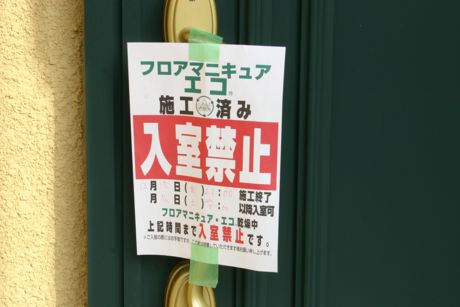 フロアマニキュア
エコ
施工済み
入室禁止
月 日( ) 施工終了
月 日( ) 以降入室可
フロアマニキュア・エコ乾燥中
上記時間まで入室禁止です。